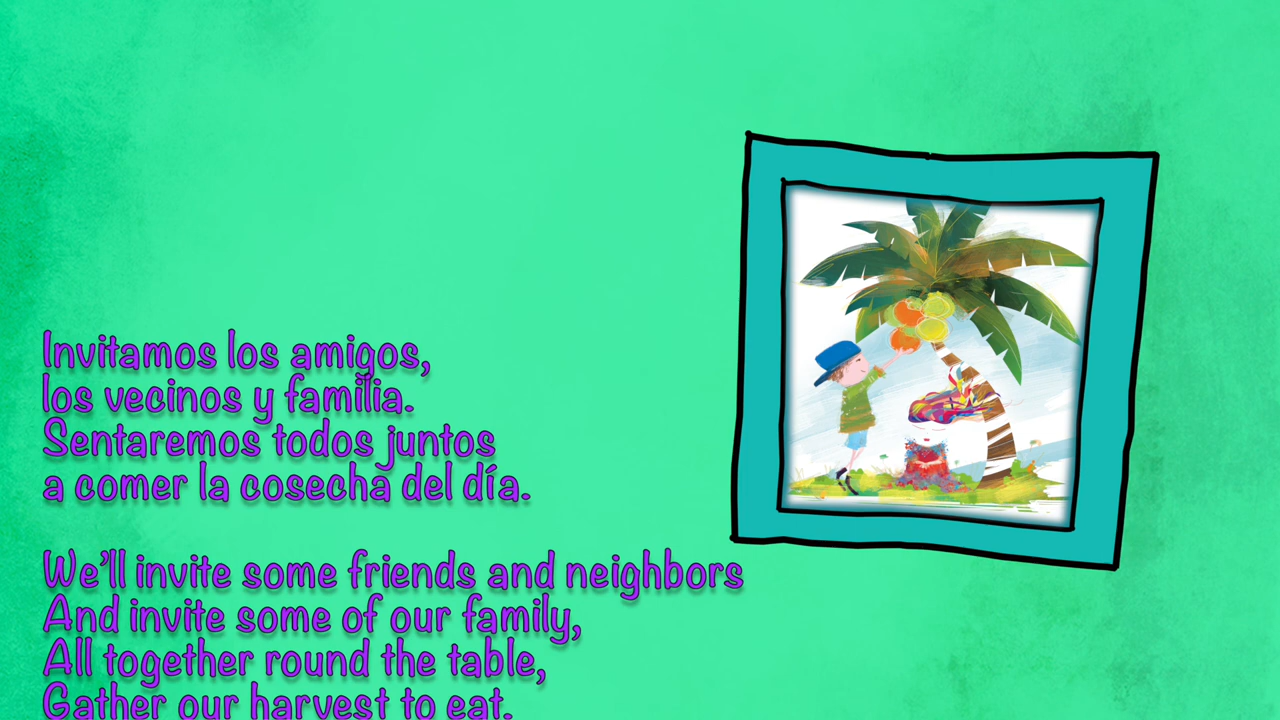 Invitamos los amigos,
los vecinos y familia.
Sentaremos todos juntos
a comer la cosecha del día.
We'll invite some friends and neighbors
And invite some of our family,
All together round the table,
Gather our harvest to eat.